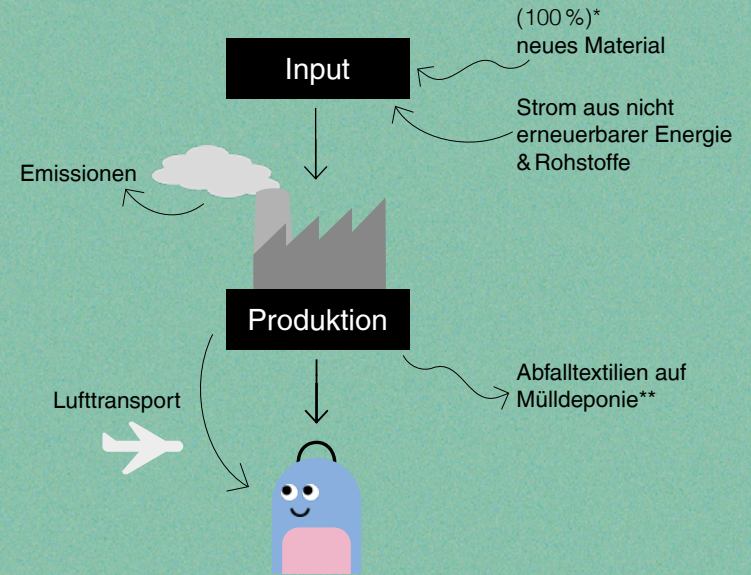 (100 %)*
neues Material
Input
Strom aus nicht
erneuerbarer Energie
& Rohstoffe
Emissionen
Produktion
Abfalltextilien auf
Mülldeponie**
Lufttransport